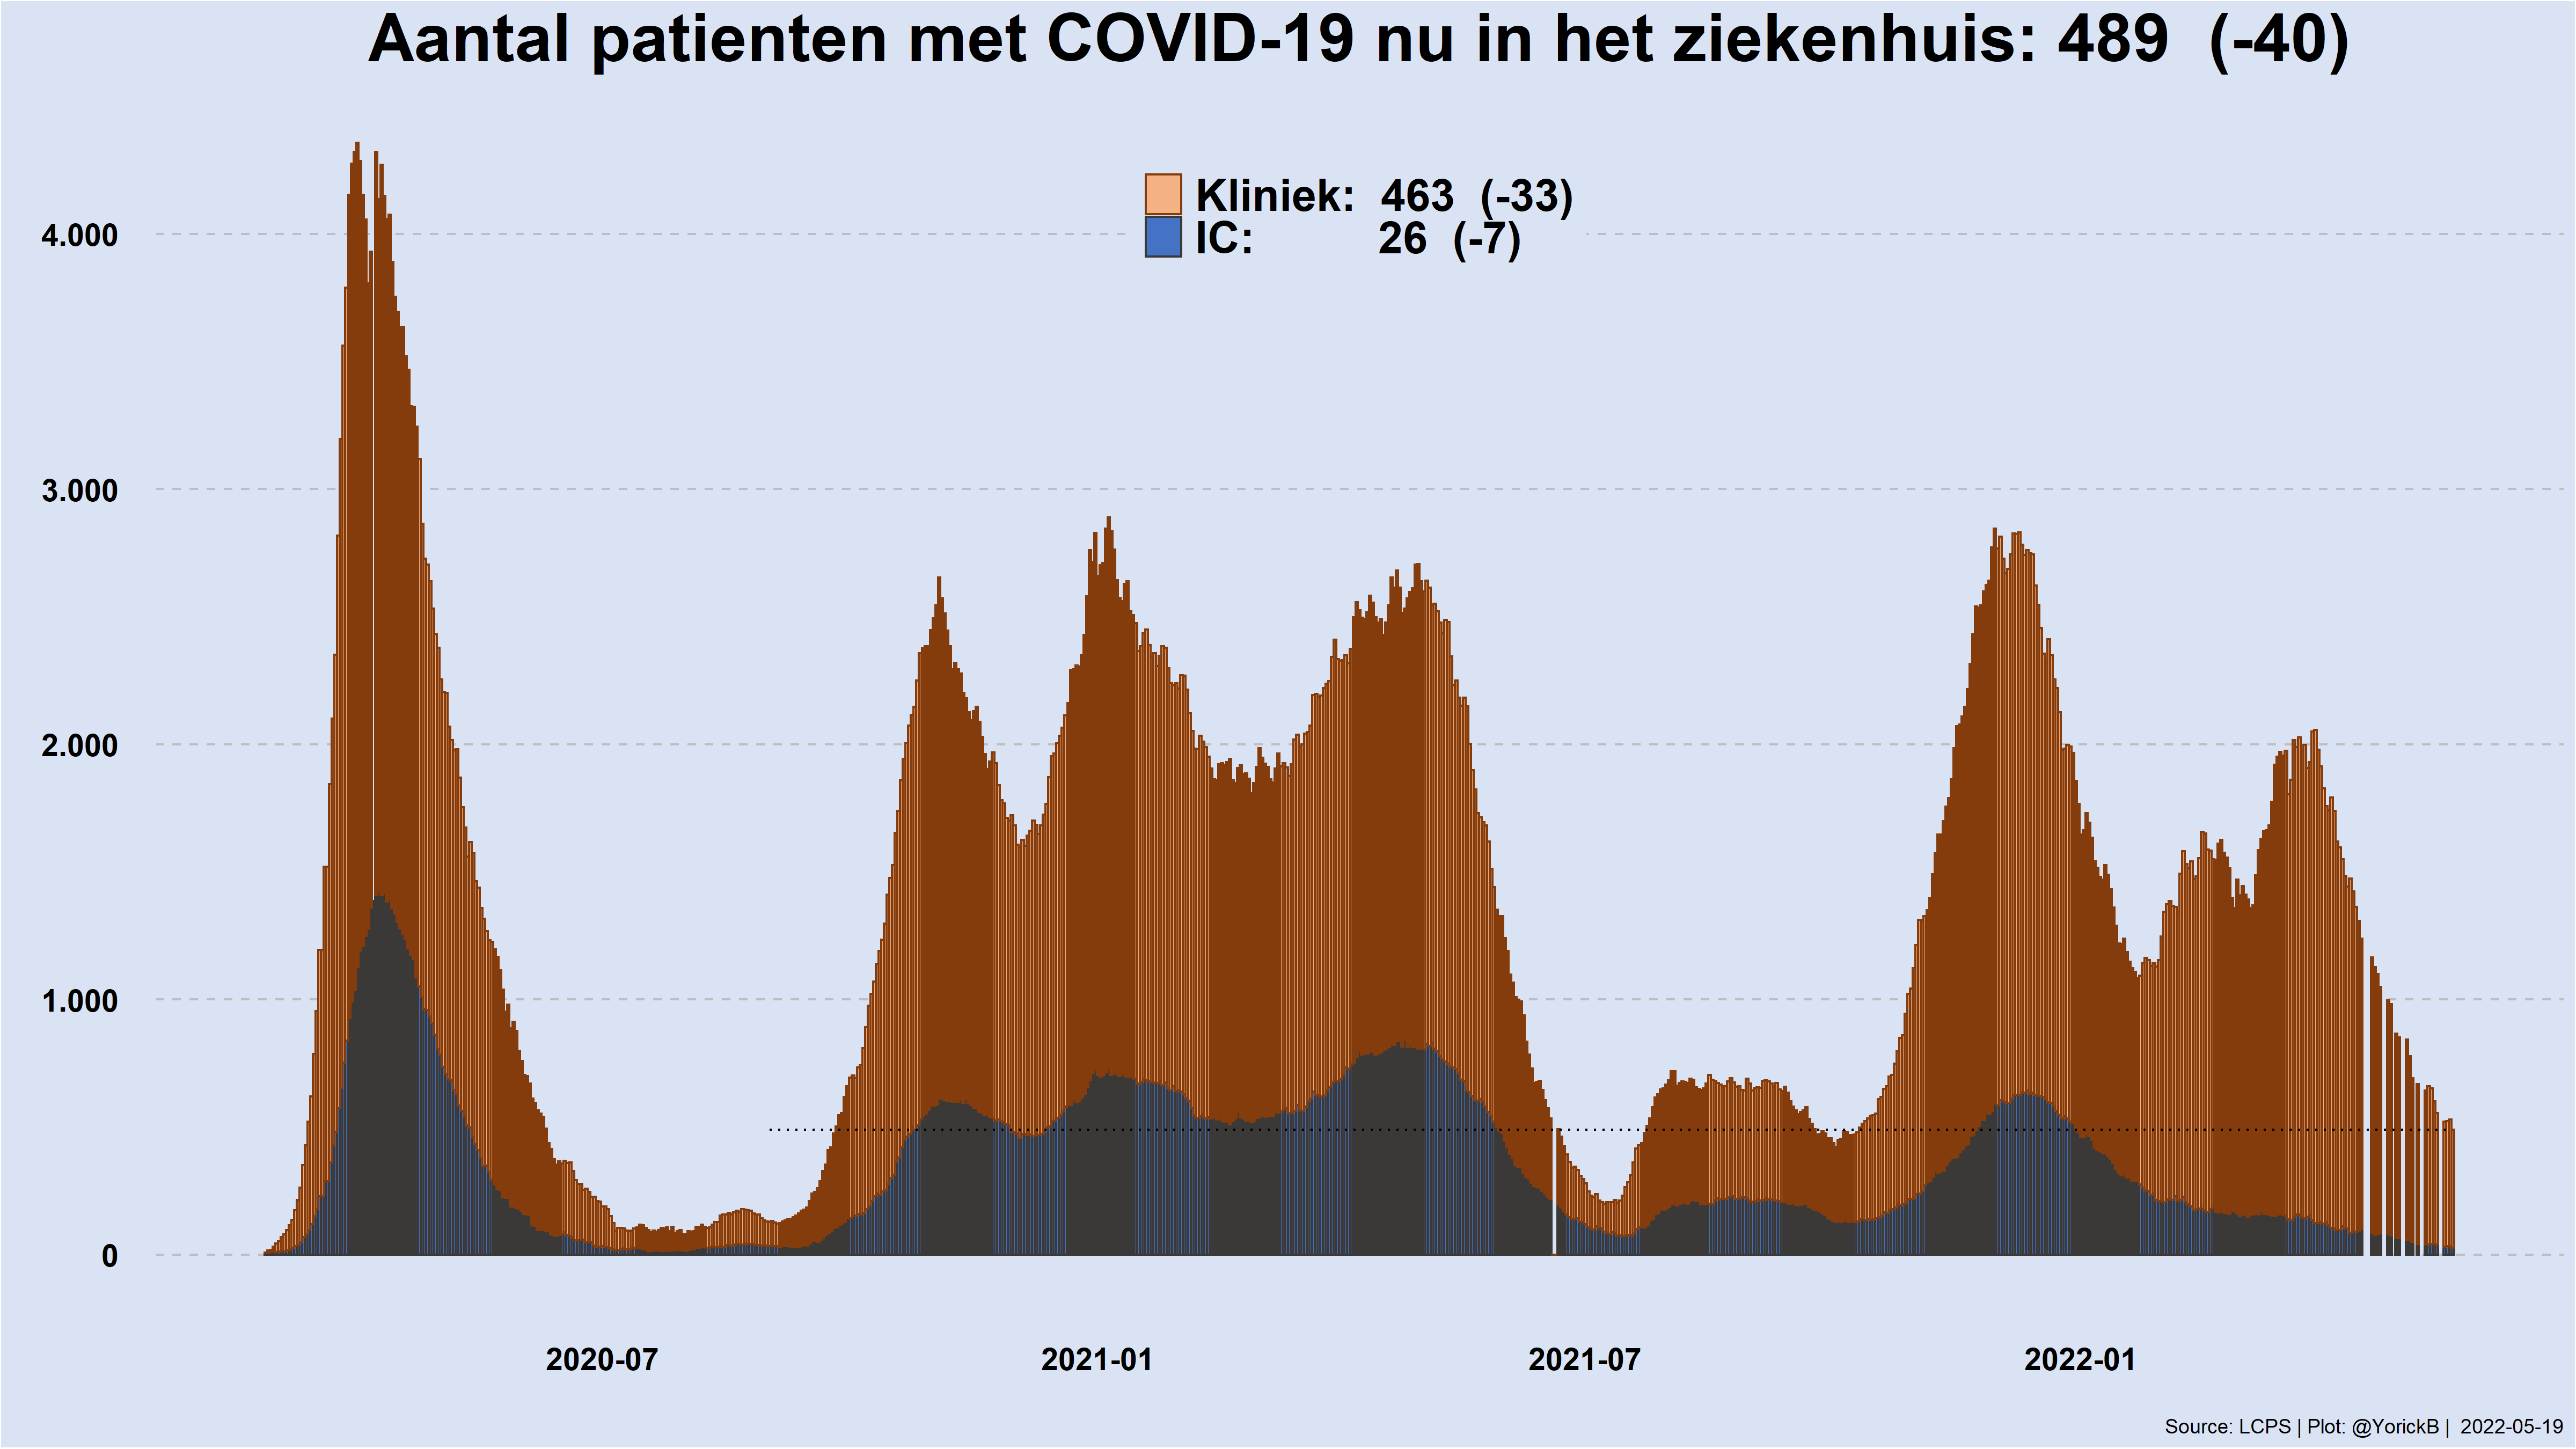 Aantal patienten met COVID-19 nu in het ziekenhuis: 489 (-40)
Kliniek: 463 (-33)
IC: 26 (-7)
4.000
3.000
2.000
1.000
0
2020-07 2021-01 2021-07 2022-01
Source: LCPS | Plot: @YorickB | 2022-05-19